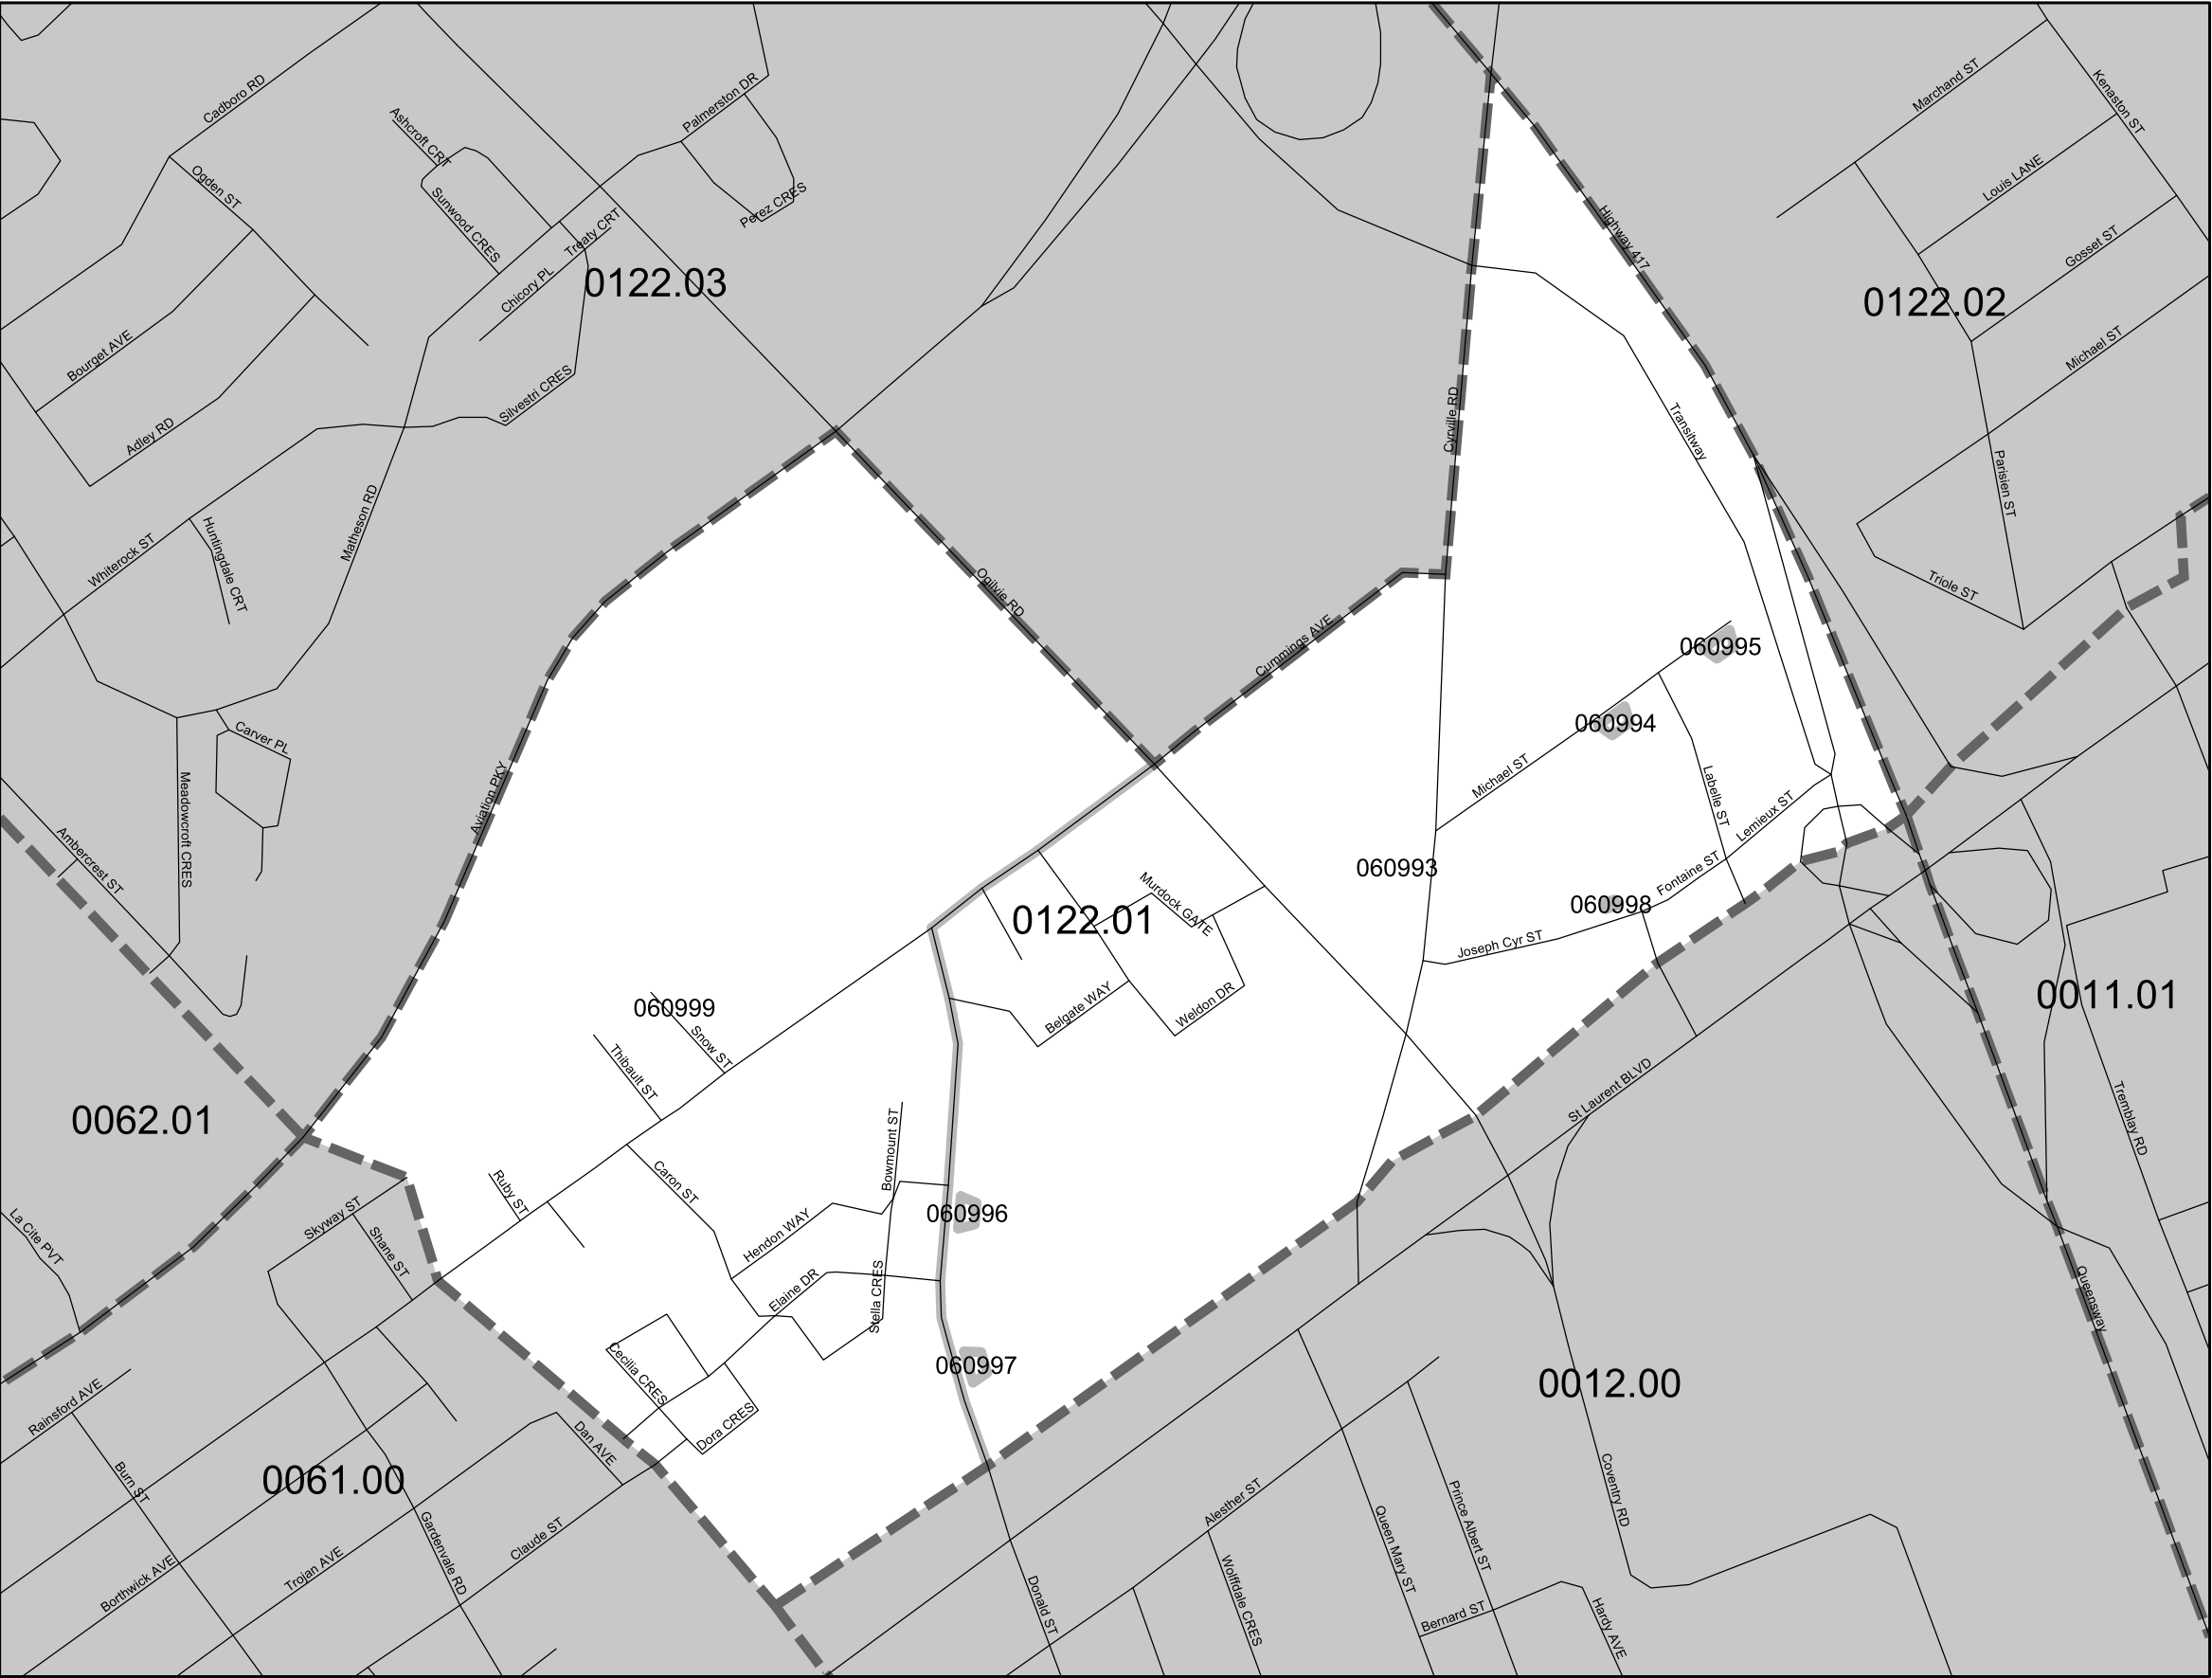 Cadboro RD
Ashcroft CRT
Palmerston DR
Marchand ST
Kenaston ST
Ogden ST
Sunwood CRES
Perez CRES
Louis LANE
Treaty CRT
Highway 417
Gosset ST
Chicory PL
0122.03
0122.02
Bourget AVE
Michael ST
Silvestri CRES
Cyrville RD
Transitway
Adley RD
Parisien ST
Matheson RD
Huntingdale CRT
Whiterock ST
Ogilvie RD
Triole ST
Cummings AVE
060995
060994
Carver PL
Michael ST
Aviation PKY
Meadowcroft CRES
Labelle ST
Lemieux ST
Ambercrest ST
060993
Fontaine ST
Murdock GATE
060998
0122.01
Joseph Cyr ST
060999
Belgate WAY
Weldon DR
0011.01
Snow ST
Thibault ST
St Laurent BLVD
0062.01
Tremblay RD
Bowmount ST
Caron ST
Ruby ST
060996
Skyway ST
La Cite PVT
Shane ST
Hendon WAY
Elaine DR
Stella CRES
Queensway
060997
Cecilia CRES
0012.00
Rainsford AVE
Dora CRES
Dan AVE
0061.00
Burn ST
Coventry RD
Alesther ST
Prince Albert ST
Queen Mary ST
Gardenvale RD
Claude ST
Trojan AVE
Borthwick AVE
Wolffdale CRES
Donald ST
Bernard ST
Hardy AVE